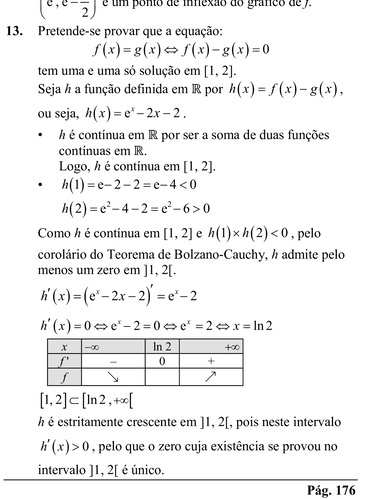 (e, e − /2) é um ponto de inflexão do gráfico de f.
13. Pretende-se provar que a equação:
f(x) = g(x) ⇔ f(x) − g(x) = 0
tem uma e uma só solução em [1, 2].
Seja h a função definida em ℝ por h(x) = f(x) − g(x),
ou seja, h(x) = eˣ − 2x − 2.
• h é contínua em ℝ por ser a soma de duas funções
contínuas em ℝ.
Logo, h é contínua em [1, 2].
• h(1) = e − 2 − 2 = e − 4 < 0
h(2) = e² − 4 − 2 = e² − 6 > 0
Como h é contínua em [1, 2] e h(1) × h(2) < 0, pelo
corolário do Teorema de Bolzano-Cauchy, h admite pelo
menos um zero em ]1, 2[.
h′(x) = (eˣ − 2x − 2)′ = eˣ − 2
h′(x) = 0 ⇔ eˣ − 2 = 0 ⇔ eˣ = 2 ⇔ x = ln 2
x −∞ ln 2 +∞
f′ − 0 +
f ↘ ↗
[1, 2] ⊂ [ln 2, +∞[
h é estritamente crescente em ]1, 2[, pois neste intervalo
h′(x) > 0, pelo que o zero cuja existência se provou no
intervalo ]1, 2[ é único.
Pág. 176